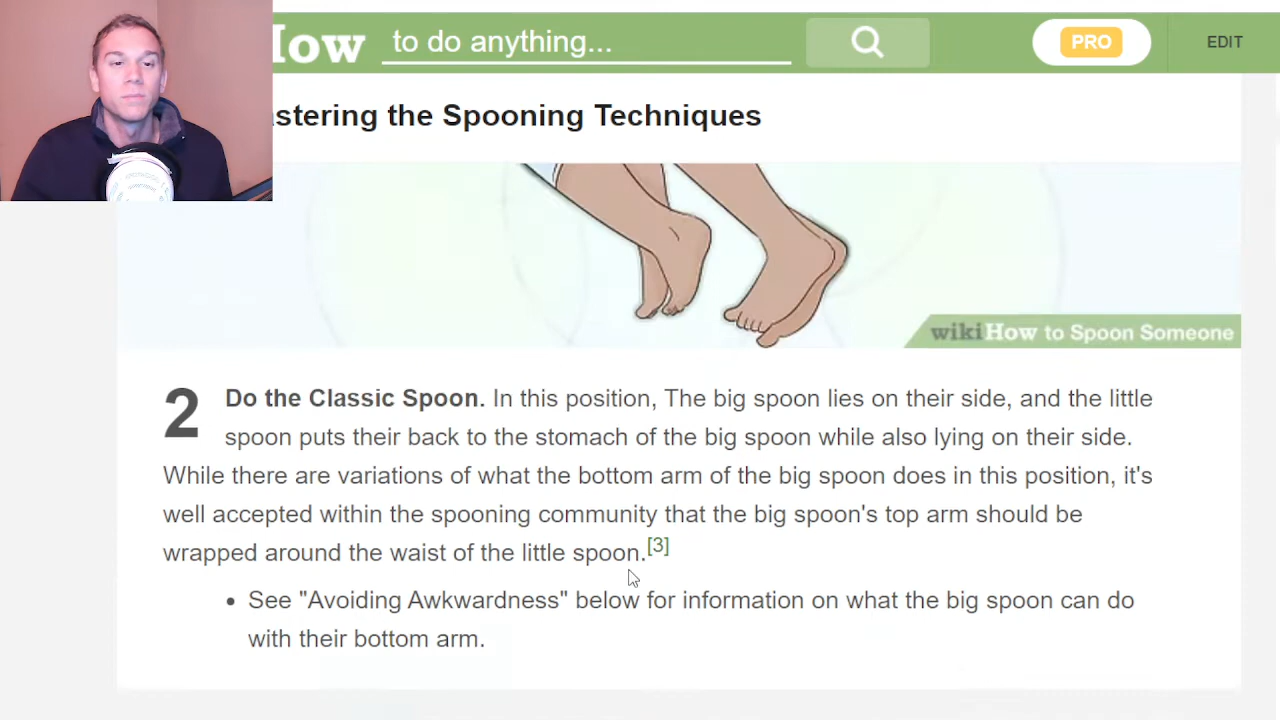 How to do anything... PRO EDIT
stering the Spooning Techniques
wikiHow to Spoon Someone
2 Do the Classic Spoon. In this position, The big spoon lies on their side, and the little
spoon puts their back to the stomach of the big spoon while also lying on their side.
While there are variations of what the bottom arm of the big spoon does in this position, it's
well accepted within the spooning community that the big spoon's top arm should be
wrapped around the waist of the little spoon.[3]
• See "Avoiding Awkwardness" below for information on what the big spoon can do
with their bottom arm.